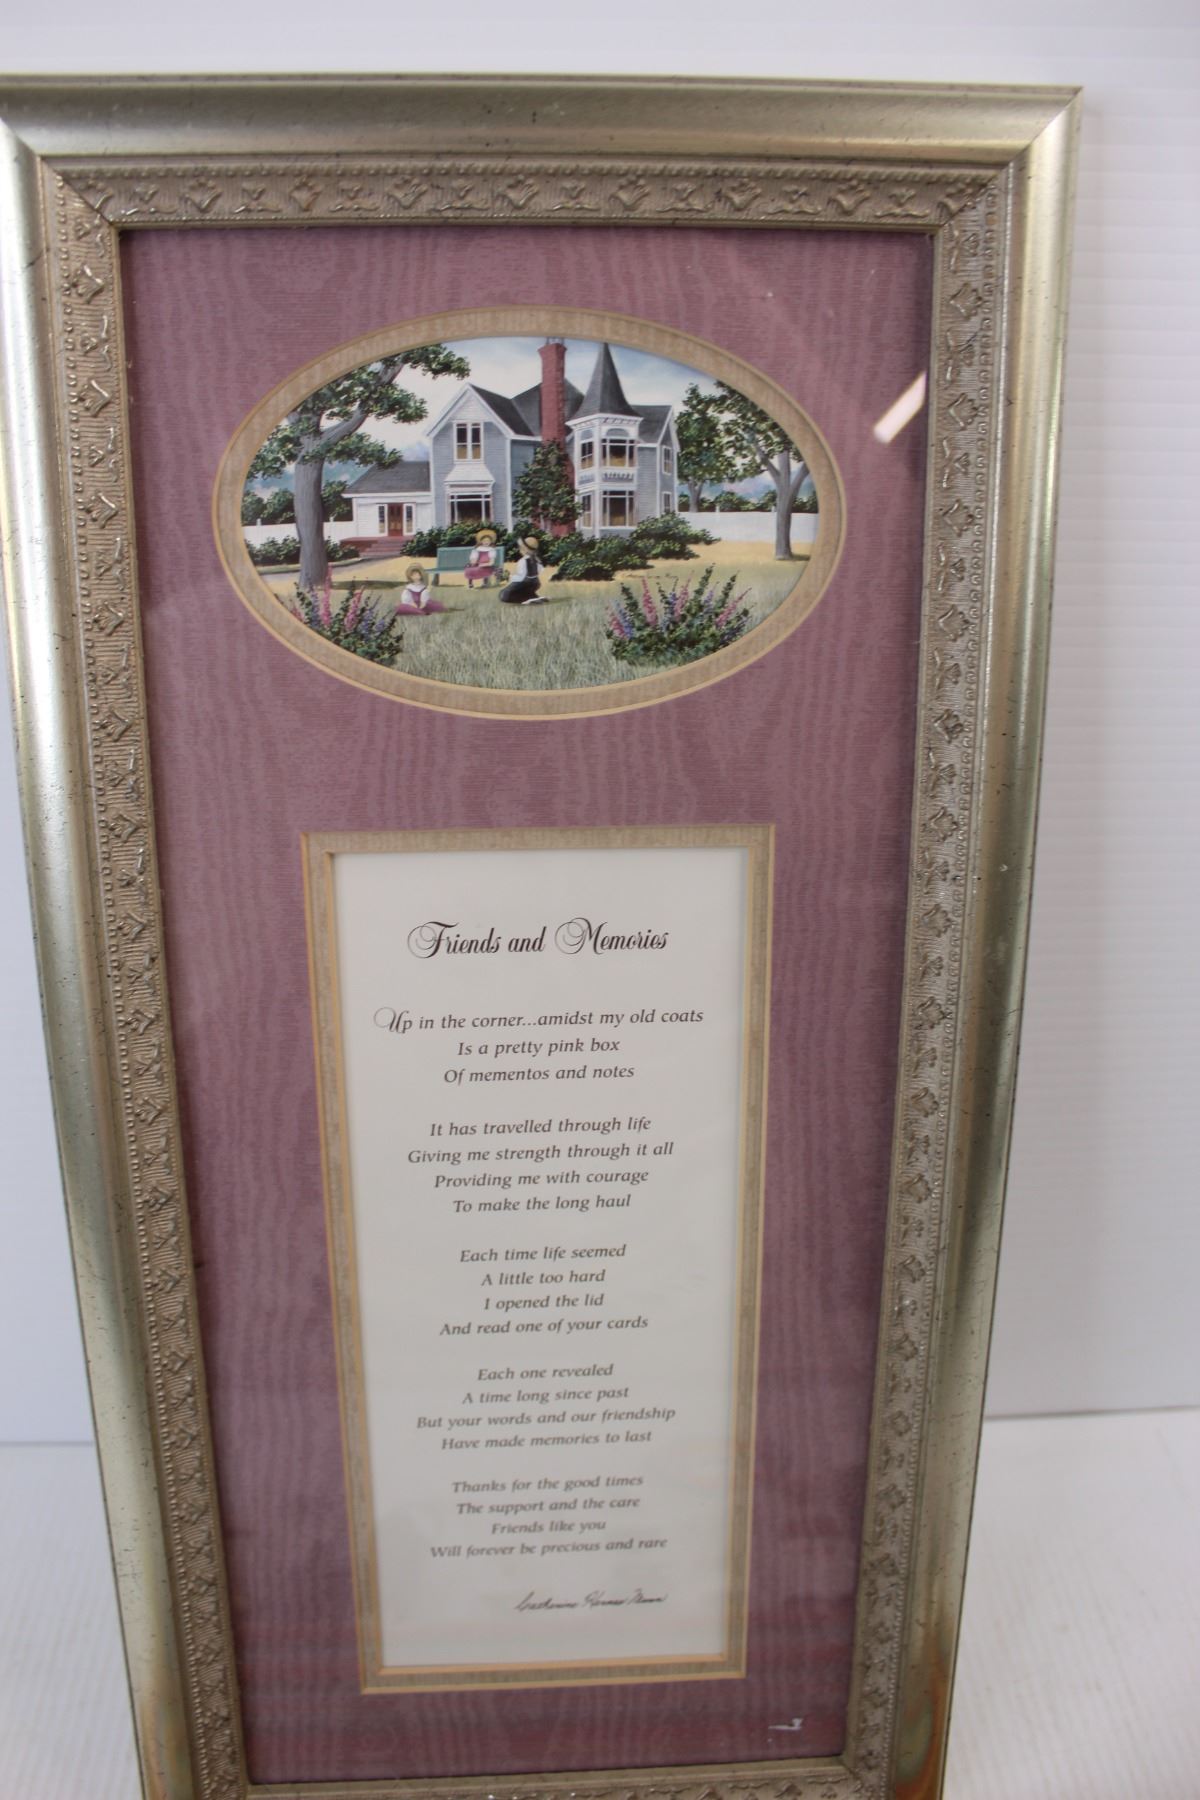 Friends and Memories
Up in the corner...amidst my old coats
Is a pretty pink box
Of mementos and notes
It has travelled through life
Giving me strength through it all
Providing me with courage
To make the long haul
Each time life seemed
A little too hard
I opened the lid
And read one of your cards
Each one revealed
A time long since past
But your words and our friendship
Have made memories to last
Thanks for the good times
The support and the care
Friends like you
Will forever be precious and rare
Catherine